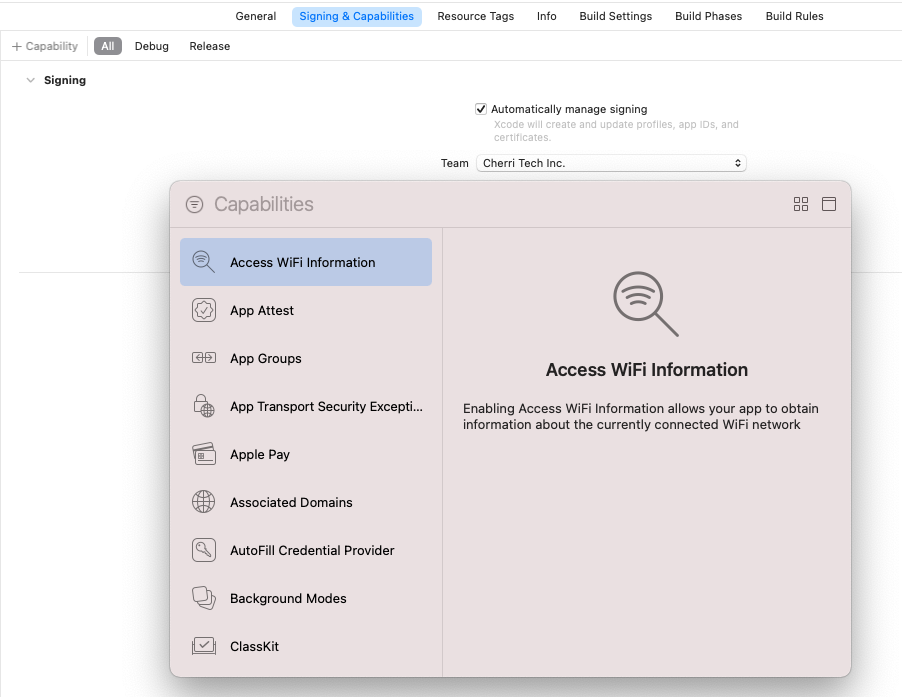 General Signing & Capabilities Resource Tags Info Build Settings Build Phases Build Rules
+ Capability All Debug Release
Signing
Automatically manage signing
Xcode will create and update profiles, app IDs, and
certificates.
Team Cherri Tech Inc.
Capabilities
Access WiFi Information
App Attest
App Groups
App Transport Security Excepti...
Apple Pay
Associated Domains
AutoFill Credential Provider
Background Modes
ClassKit
Access WiFi Information
Enabling Access WiFi Information allows your app to obtain
information about the currently connected WiFi network